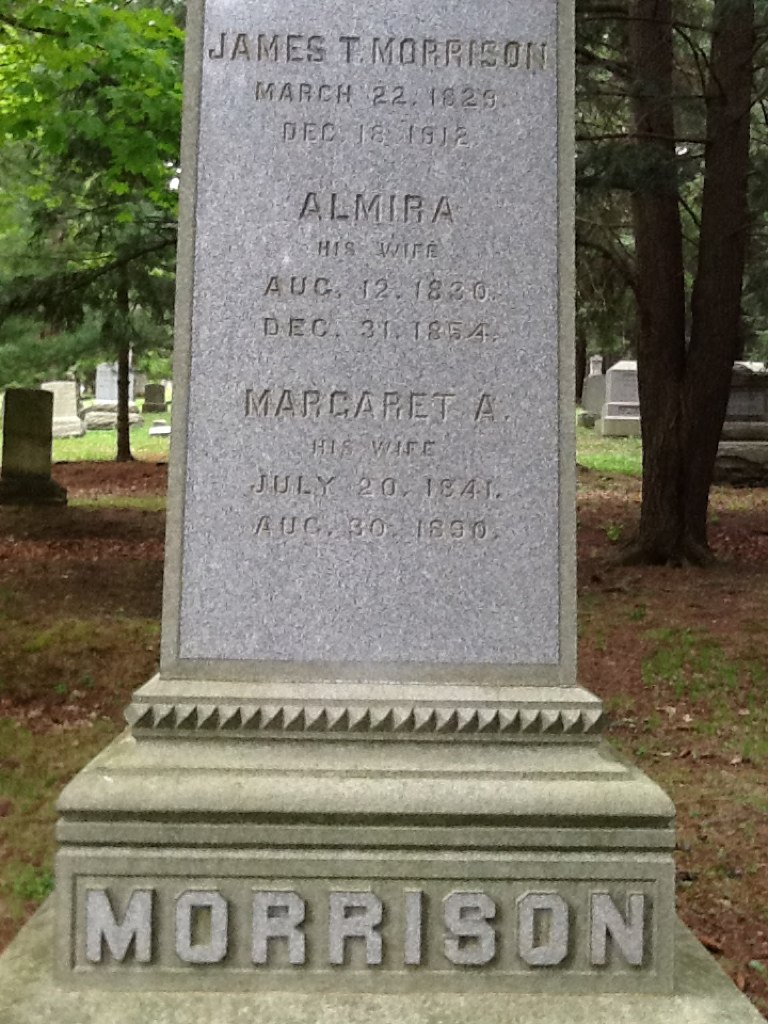 JAMES T. MORRISON
MARCH 22. 1829.
DEC. 18. 1912.
ALMIRA
HIS WIFE
AUG. 12. 1830.
DEC. 31. 1854.
MARGARET A.
HIS WIFE
JULY 20. 1841.
AUG. 30. 1890.
MORRISON